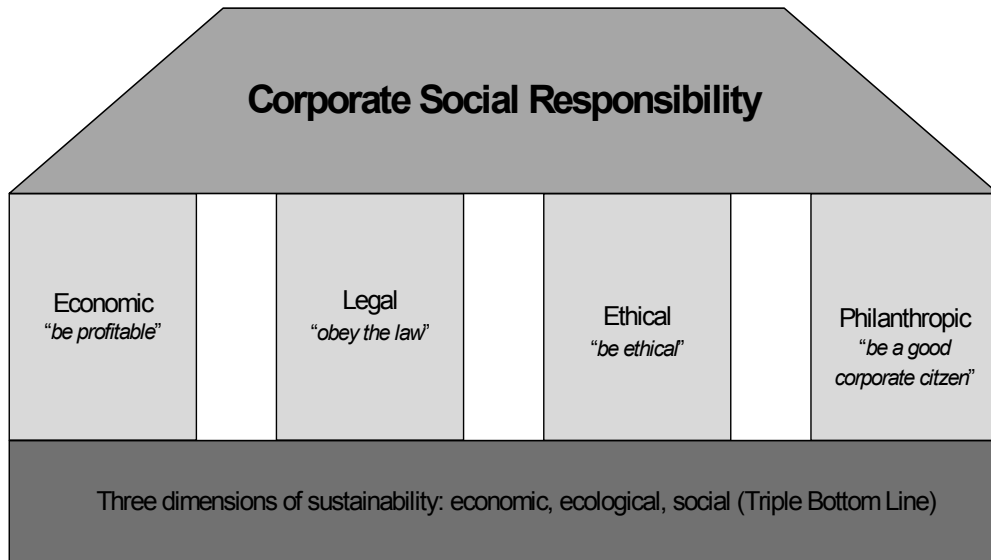 Corporate Social Responsibility
Economic
“be profitable”
Legal
“obey the law”
Ethical
“be ethical”
Philanthropic
“be a good
corporate citzen”
Three dimensions of sustainability: economic, ecological, social (Triple Bottom Line)